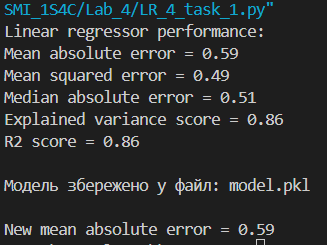 SMI_1S4C/Lab_4/LR_4_task_1.py"
Linear regressor performance:
Mean absolute error = 0.59
Mean squared error = 0.49
Median absolute error = 0.51
Explained variance score = 0.86
R2 score = 0.86
Модель збережено у файл: model.pkl
New mean absolute error = 0.59